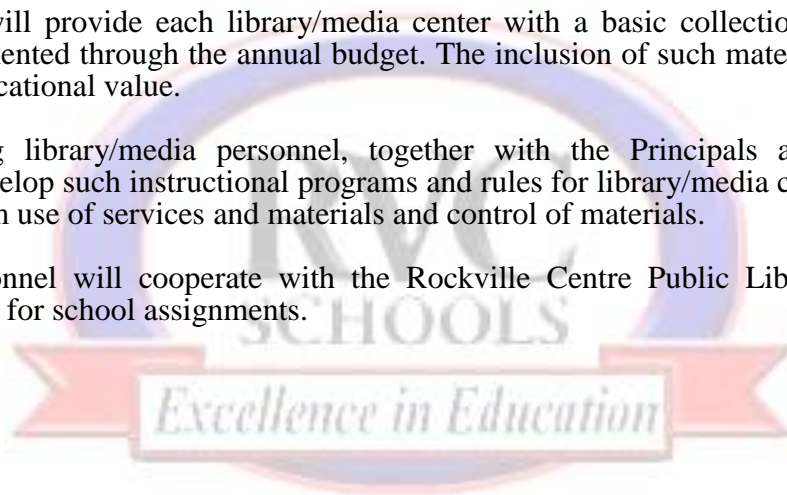 will provide each library/media center with a basic collection
ented through the annual budget. The inclusion of such mate
cational value.
g library/media personnel, together with the Principals a
elop such instructional programs and rules for library/media c
n use of services and materials and control of materials.
onnel will cooperate with the Rockville Centre Public Lib
for school assignments.
RVC
SCHOOLS
Excellence in Education